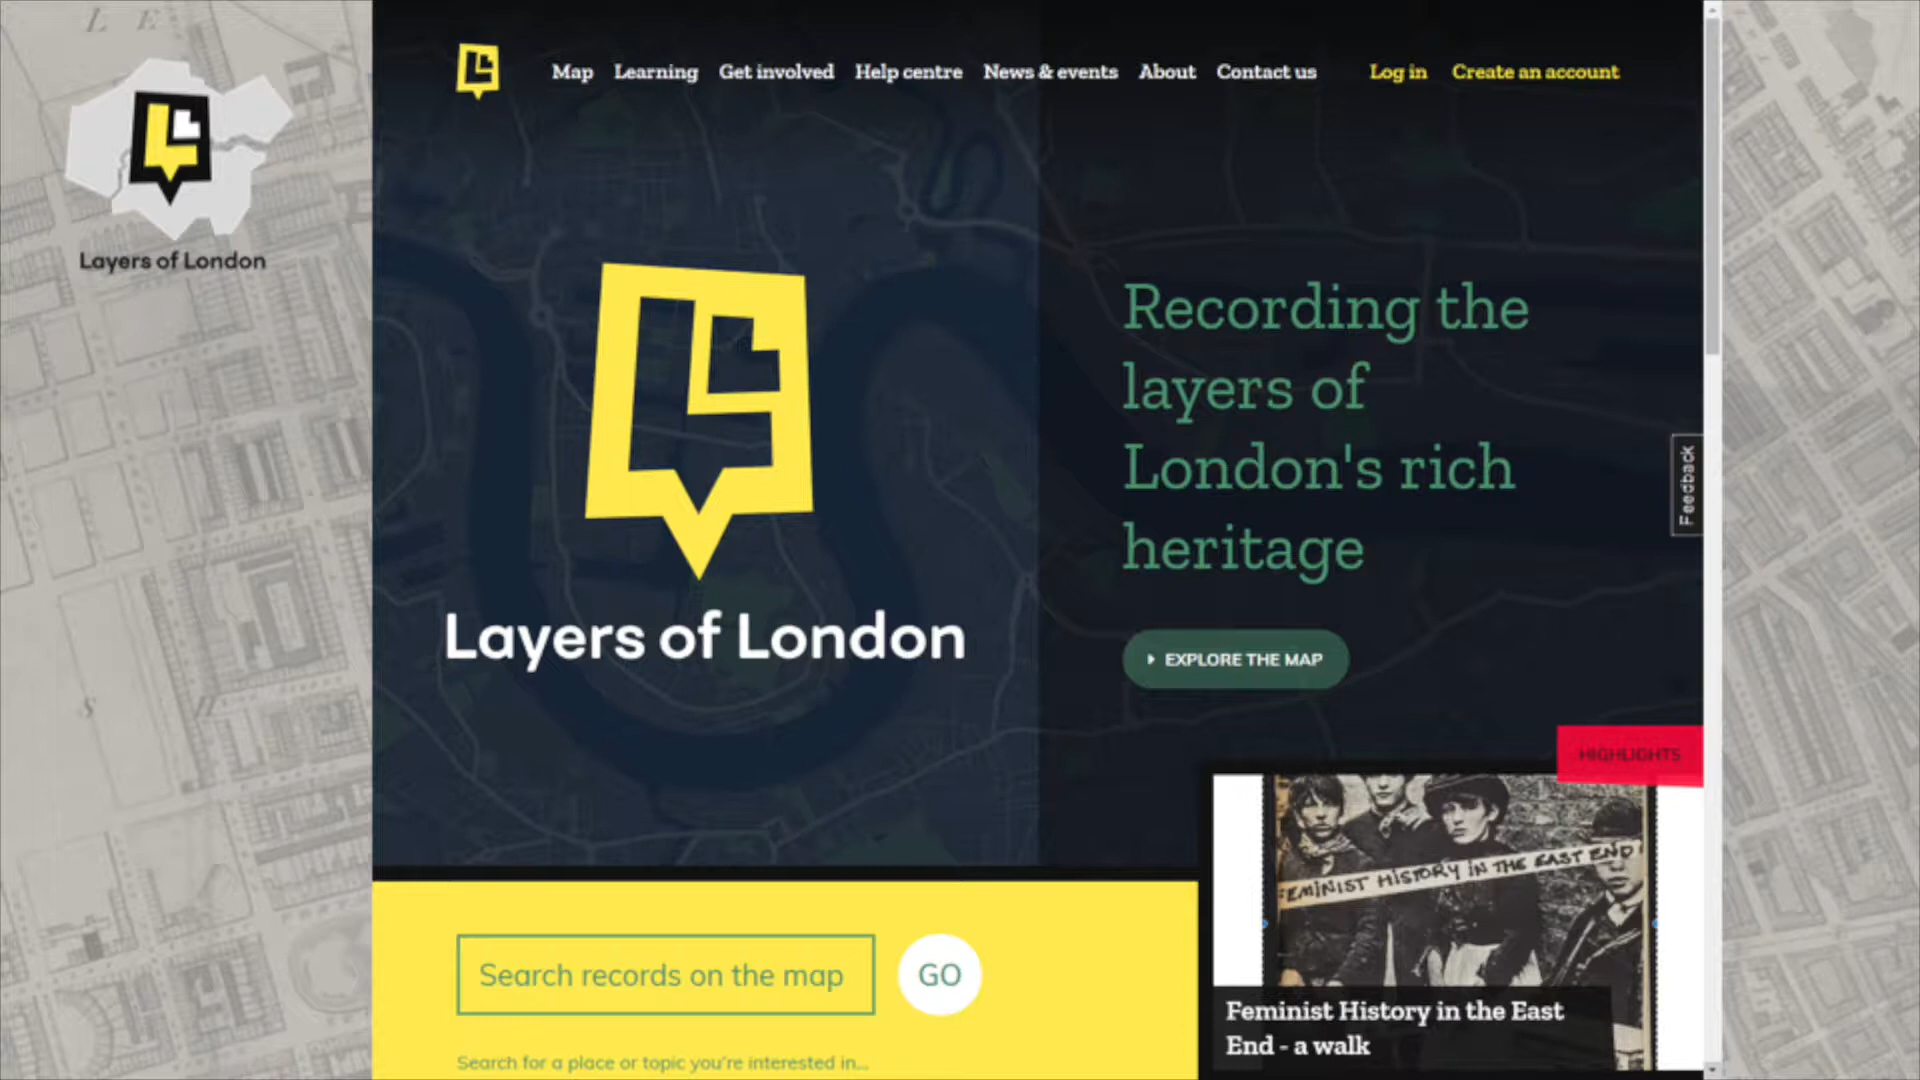 L E
Layers of London
Map Learning Get involved Help centre News & events About Contact us Log in Create an account
Recording the
layers of
London's rich
heritage
Layers of London
EXPLORE THE MAP
Feedback
HIGHLIGHTS
FEMINIST HISTORY IN THE EAST END
Feminist History in the East
End - a walk
Search records on the map GO
Search for a place or topic you're interested in...
S